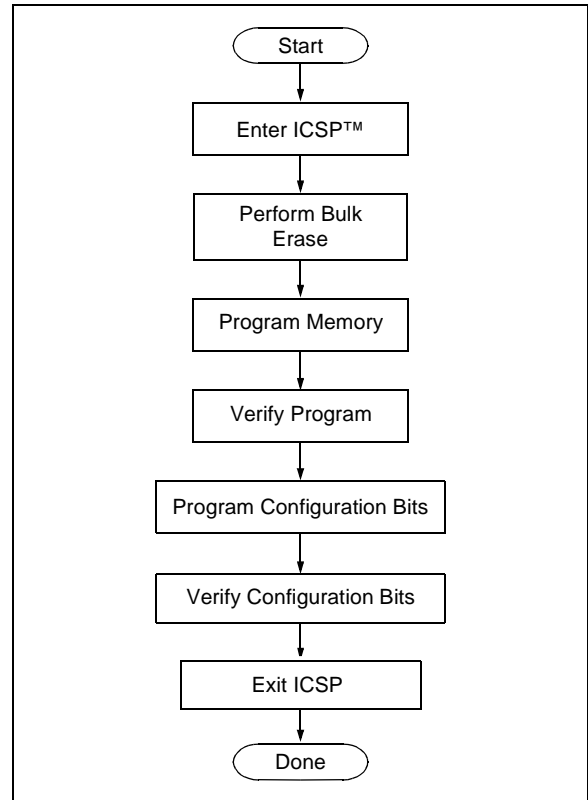 Start
Enter ICSP™
Perform Bulk
Erase
Program Memory
Verify Program
Program Configuration Bits
Verify Configuration Bits
Exit ICSP
Done